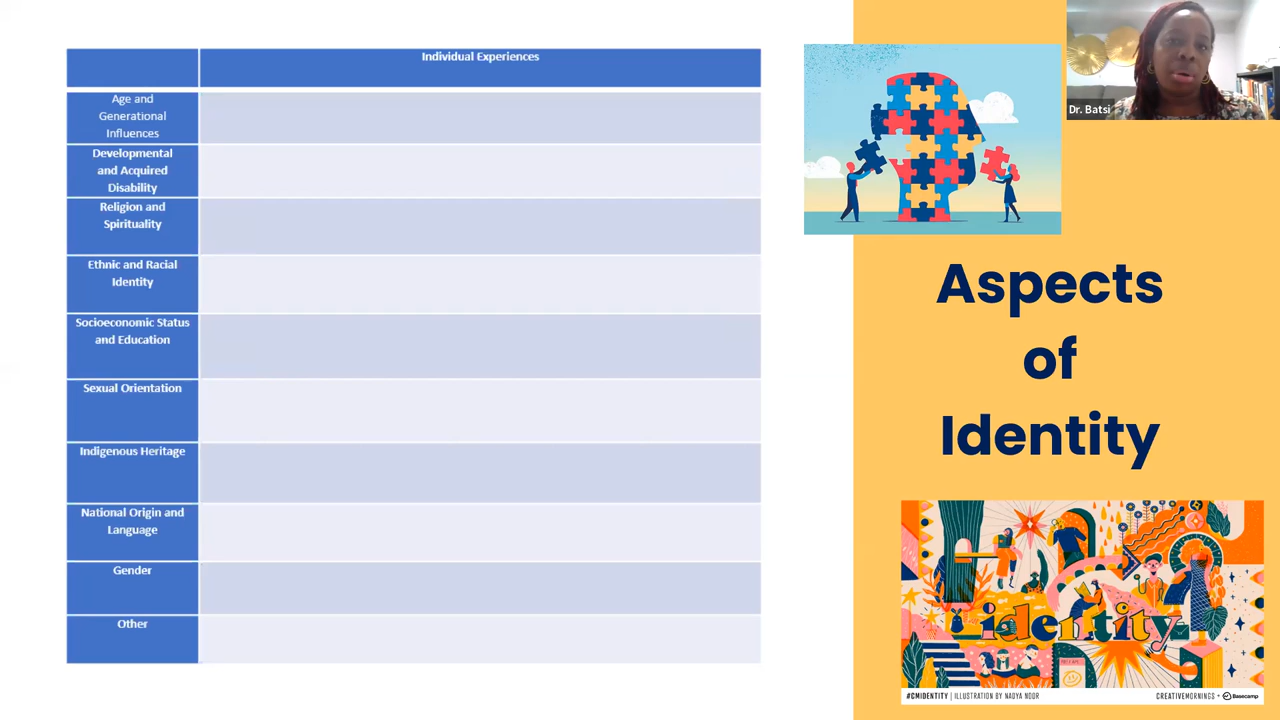 Individual Experiences
Age and
Generational
Influences
Developmental
and Acquired
Disability
Religion and
Spirituality
Ethnic and Racial
Identity
Socioeconomic Status
and Education
Sexual Orientation
Indigenous Heritage
National Origin and
Language
Gender
Other
Dr. Batsi
Aspects
of
Identity
identity
#CMIDENTITY | ILLUSTRATION BY NADYA NOOR
CREATIVEMORNINGS + Basecamp